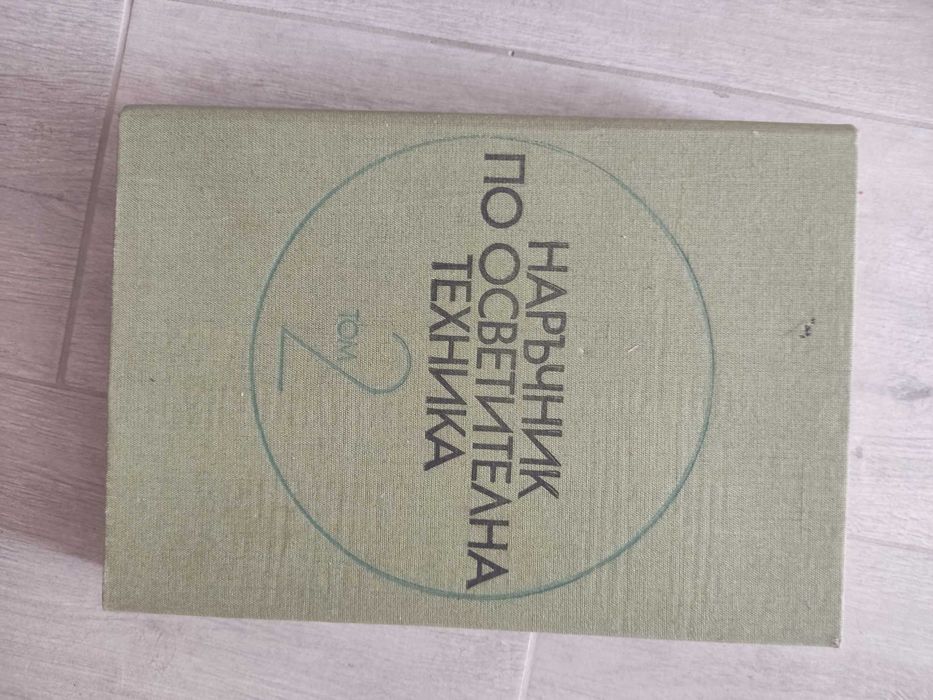 НАРЪЧНИК
ПО ОСВЕТИТЕЛНА
ТЕХНИКА
ТОМ
2